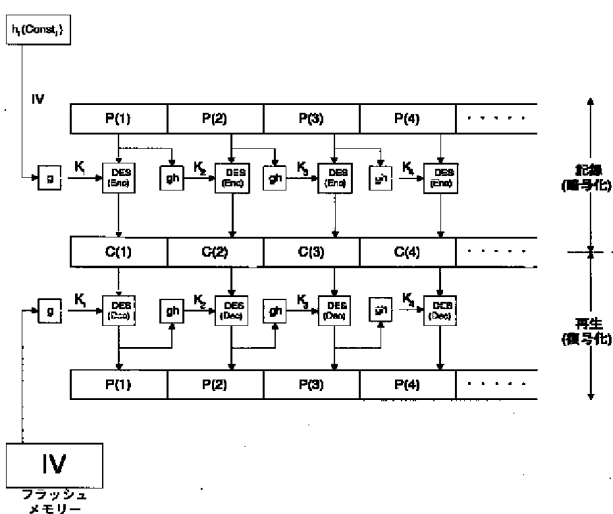 h₁(Const₁)
IV
P(1) P(2) P(3) P(4) · · · · ·
g K₁ DES (Enc) gh K₂ DES (Enc) gh K₃ DES (Enc) gh K₄ DES (Enc)
記録
(暗号化)
C(1) C(2) C(3) C(4) · · · · ·
g K₁ DES (Dec) gh K₂ DES (Dec) gh K₃ DES (Dec) gh K₄ DES (Dec)
再生
(復号化)
P(1) P(2) P(3) P(4) · · · · ·
IV
フラッシュ
メモリー